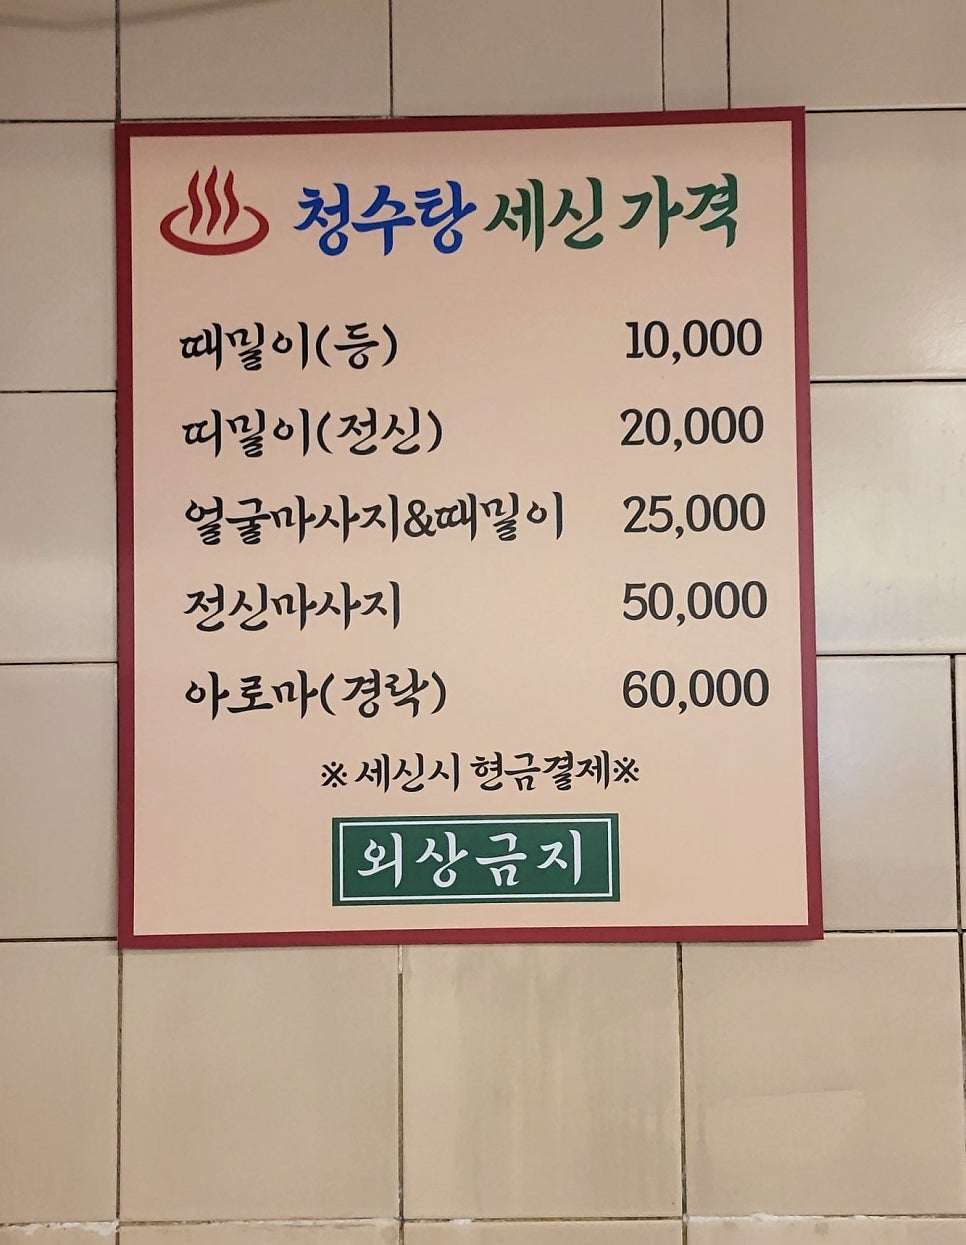 청수탕 세신 가격
때밀이(등) 10,000
띠밀이(전신) 20,000
얼굴마사지&때밀이 25,000
전신마사지 50,000
아로마(경락) 60,000
※세신시 현금결제※
외상금지